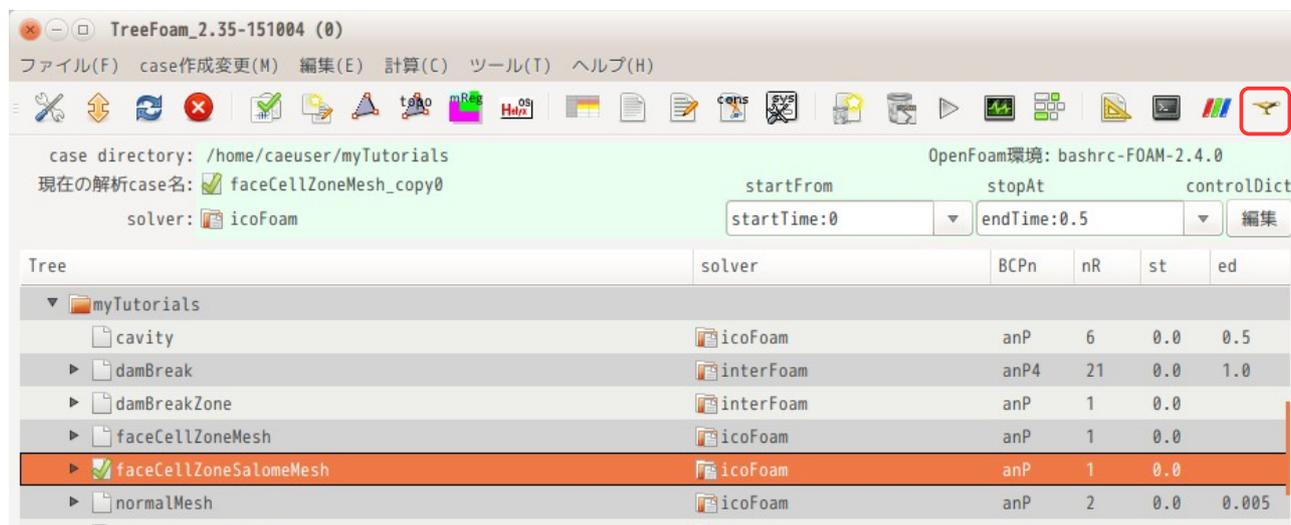 TreeFoam_2.35-151004 (0)
ファイル(F) case作成変更(M) 編集(E) 計算(C) ツール(T) ヘルプ(H)
topo mReg Helyx OS cons sys
case directory: /home/caeuser/myTutorials OpenFoam環境: bashrc-FOAM-2.4.0
現在の解析case名: faceCellZoneMesh_copy0 startFrom stopAt controlDict
solver: icoFoam startTime:0 endTime:0.5 編集
Tree solver BCPn nR st ed
myTutorials
cavity icoFoam anP 6 0.0 0.5
damBreak interFoam anP4 21 0.0 1.0
damBreakZone interFoam anP 1 0.0
faceCellZoneMesh icoFoam anP 1 0.0
faceCellZoneSalomeMesh icoFoam anP 1 0.0
normalMesh icoFoam anP 2 0.0 0.005